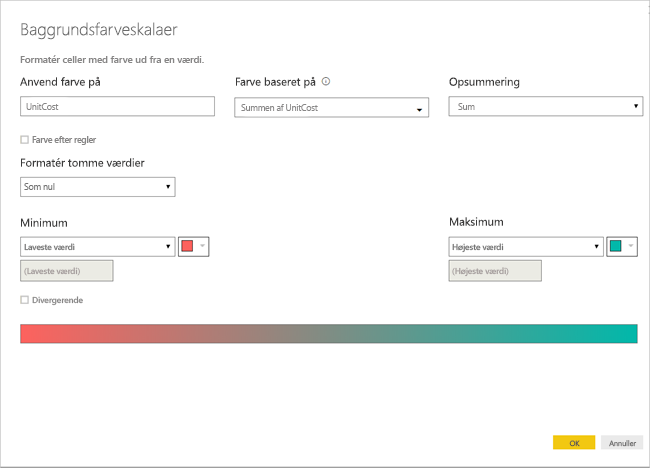 Baggrundsfarveskalaer
Formatér celler med farve ud fra en værdi.
Anvend farve på
Farve baseret på
Opsummering
UnitCost
Summen af UnitCost
Sum
Farve efter regler
Formatér tomme værdier
Som nul
Minimum
Maksimum
Laveste værdi
Højeste værdi
(Laveste værdi)
(Højeste værdi)
Divergerende
OK
Annuller